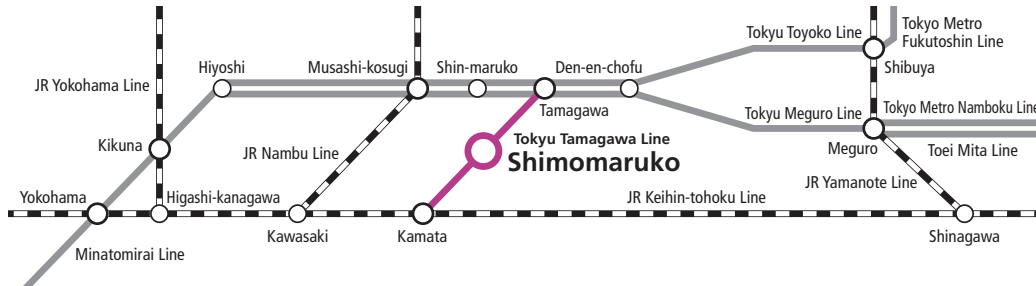 Tokyu Toyoko Line
Tokyo Metro
Fukutoshin Line
Hiyoshi
Musashi-kosugi
Shin-maruko
Den-en-chofu
Shibuya
JR Yokohama Line
Tamagawa
Tokyu Meguro Line
Tokyo Metro Namboku Line
Kikuna
JR Nambu Line
Tokyu Tamagawa Line
Shimomaruko
Meguro
Toei Mita Line
JR Yamanote Line
Yokohama
Higashi-kanagawa
JR Keihin-tohoku Line
Kawasaki
Kamata
Shinagawa
Minatomirai Line